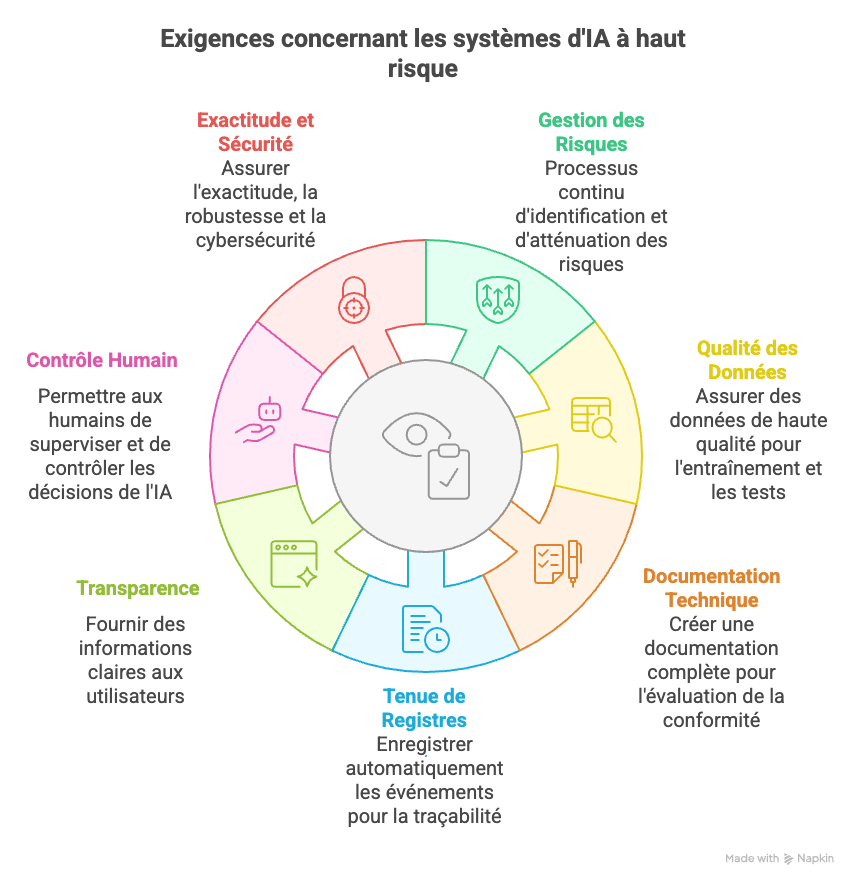 Exigences concernant les systèmes d'IA à haut
risque
Exactitude et
Sécurité
Assurer
l'exactitude, la
robustesse et la
cybersécurité
Gestion des
Risques
Processus
continu
d'identification et
d'atténuation des
risques
Contrôle Humain
Permettre aux
humains de
superviser et de
contrôler les
décisions de l'IA
Qualité des
Données
Assurer des
données de haute
qualité pour
l'entraînement et
les tests
Transparence
Fournir des
informations
claires aux
utilisateurs
Documentation
Technique
Créer une
documentation
complète pour
l'évaluation de la
conformité
Tenue de
Registres
Enregistrer
automatiquement
les événements
pour la traçabilité
Made with Napkin